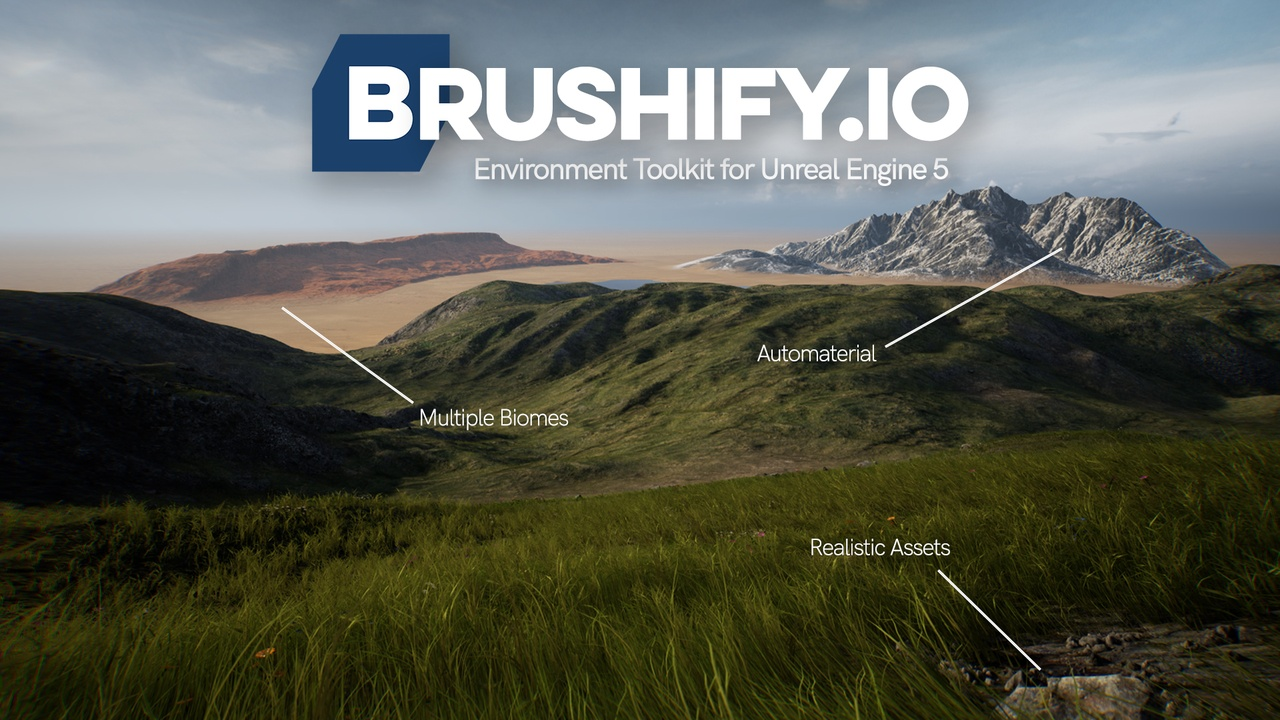 BRUSHIFY.IO
Environment Toolkit for Unreal Engine 5
Automaterial
Multiple Biomes
Realistic Assets